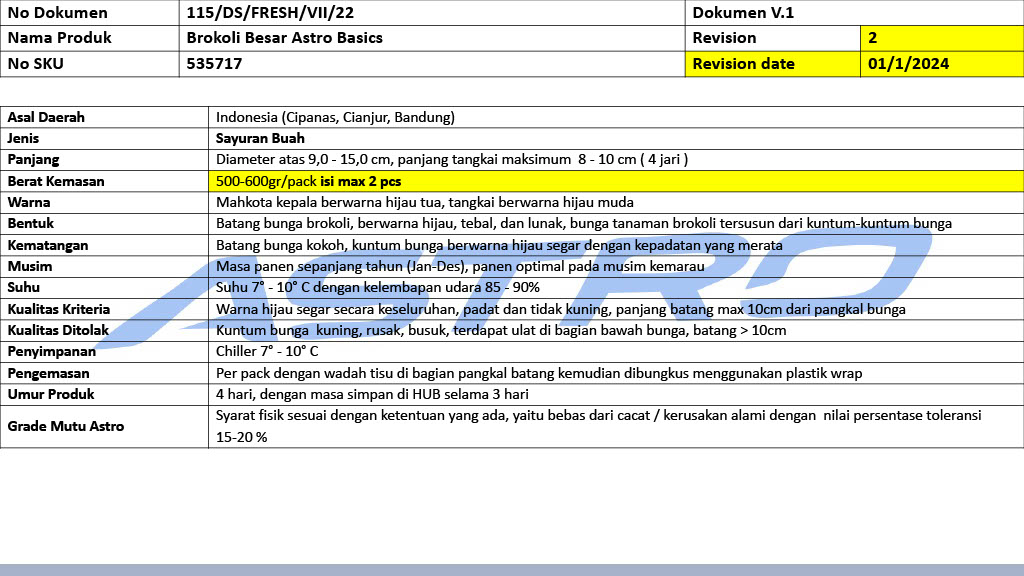 No Dokumen 115/DS/FRESH/VII/22 Dokumen V.1
Nama Produk Brokoli Besar Astro Basics Revision 2
No SKU 535717 Revision date 01/1/2024
Asal Daerah Indonesia (Cipanas, Cianjur, Bandung)
Jenis Sayuran Buah
Panjang Diameter atas 9,0 - 15,0 cm, panjang tangkai maksimum 8 - 10 cm ( 4 jari )
Berat Kemasan 500-600gr/pack isi max 2 pcs
Warna Mahkota kepala berwarna hijau tua, tangkai berwarna hijau muda
Bentuk Batang bunga brokoli, berwarna hijau, tebal, dan lunak, bunga tanaman brokoli tersusun dari kuntum-kuntum bunga
Kematangan Batang bunga kokoh, kuntum bunga berwarna hijau segar dengan kepadatan yang merata
Musim Masa panen sepanjang tahun (Jan-Des), panen optimal pada musim kemarau
Suhu Suhu 7° - 10° C dengan kelembapan udara 85 - 90%
Kualitas Kriteria Warna hijau segar secara keseluruhan, padat dan tidak kuning, panjang batang max 10cm dari pangkal bunga
Kualitas Ditolak Kuntum bunga kuning, rusak, busuk, terdapat ulat di bagian bawah bunga, batang > 10cm
Penyimpanan Chiller 7° - 10° C
Pengemasan Per pack dengan wadah tisu di bagian pangkal batang kemudian dibungkus menggunakan plastik wrap
Umur Produk 4 hari, dengan masa simpan di HUB selama 3 hari
Grade Mutu Astro Syarat fisik sesuai dengan ketentuan yang ada, yaitu bebas dari cacat / kerusakan alami dengan nilai persentase toleransi
15-20 %
ASTRO